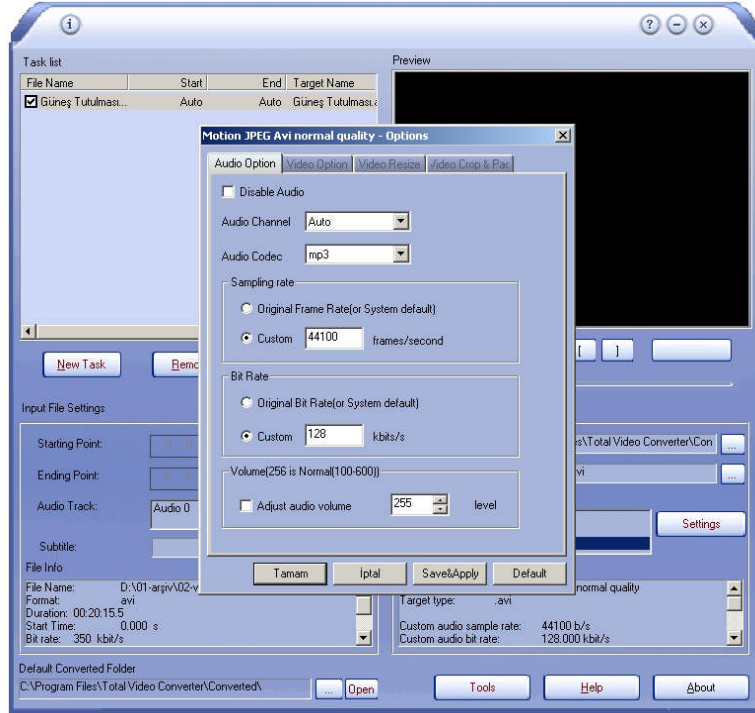 Task list
Preview
File Name Start End Target Name
Güneş Tutulması... Auto Auto Güneş Tutulması.a
Motion JPEG Avi normal quality - Options
Audio Option Video Option Video Resize Video Crop & Pad
Disable Audio
Audio Channel Auto
Audio Codec mp3
Sampling rate
Original Frame Rate(or System default)
Custom 44100 frames/second
[ ]
New Task
Remo
Bit Rate
Original Bit Rate(or System default)
Custom 128 kbits/s
Input File Settings
Starting Point:
es\Total Video Converter\Con ...
Ending Point:
vi ...
Volume(256 is Normal(100-600))
Adjust audio volume 255 level
Audio Track: Audio 0
Settings
Subtitle:
Tamam İptal Save&Apply Default
File Info
File Name: D:\01-arşiv\02-v
Format: avi
Duration: 00:20:15.5
Start Time: 0.000 s
Bit rate: 350 kbit/s
normal quality
Target type: .avi
Custom audio sample rate: 44100 b/s
Custom audio bit rate: 128.000 kbit/s
Default Converted Folder
C:\Program Files\Total Video Converter\Converted\ ... Open
Tools Help About